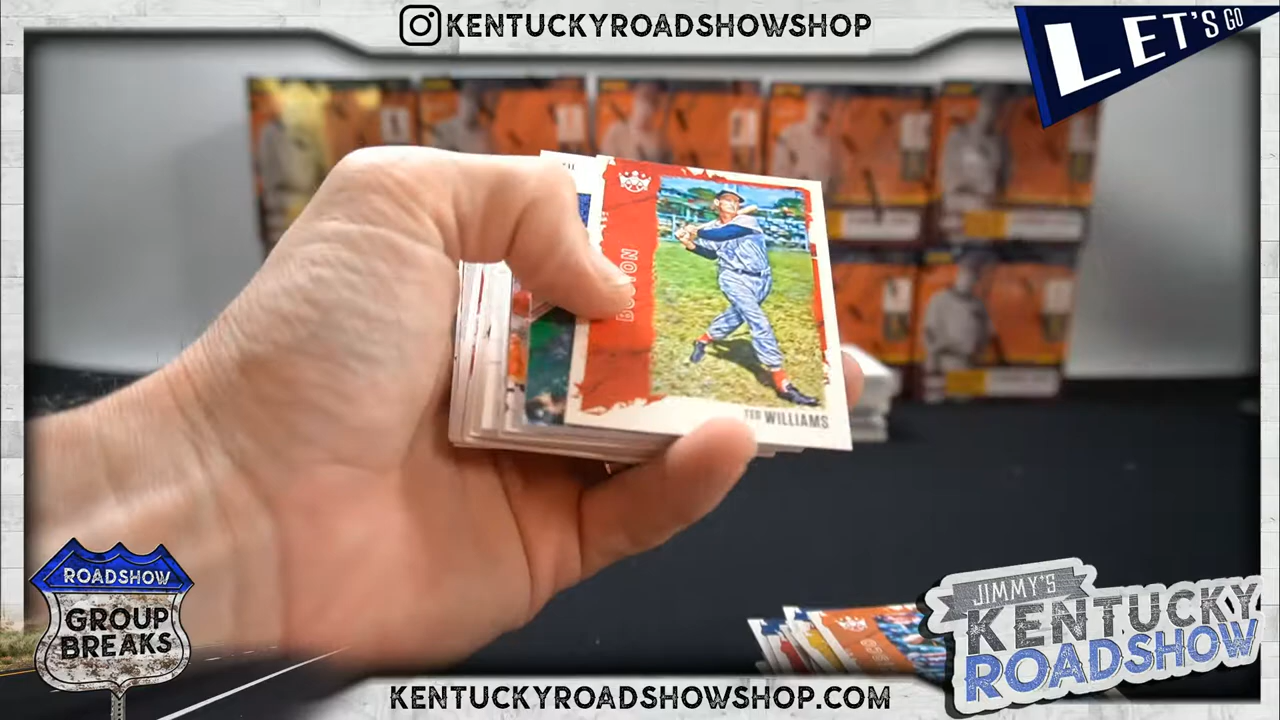 KENTUCKYROADSHOWSHOP
LET'S GO
BOSTON
TED WILLIAMS
ROADSHOW
GROUP
BREAKS
JIMMY'S
KENTUCKY
ROADSHOW
KENTUCKYROADSHOWSHOP.COM